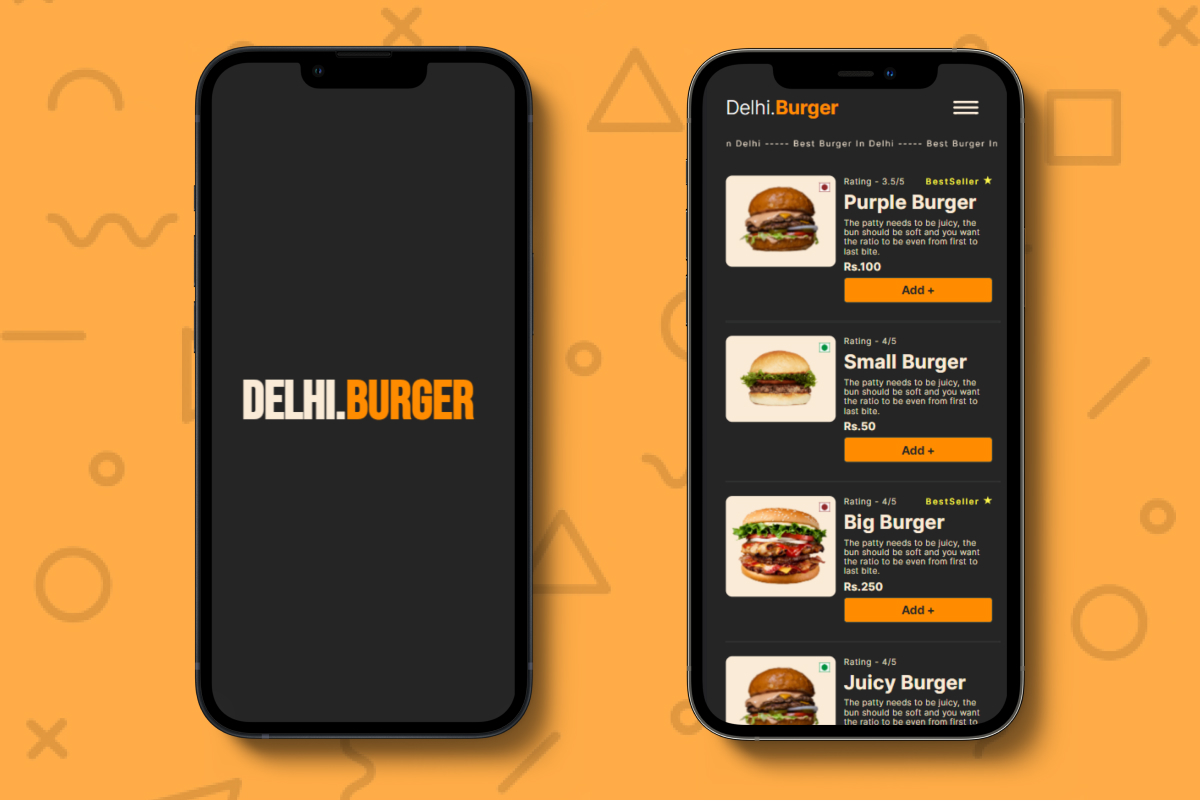 DELHI.BURGER
Delhi.Burger
n Delhi ----- Best Burger In Delhi ----- Best Burger In
Rating - 3.5/5 BestSeller ★
Purple Burger
The patty needs to be juicy, the
bun should be soft and you want
the ratio to be even from first to
last bite.
Rs.100
Add +
Rating - 4/5
Small Burger
The patty needs to be juicy, the
bun should be soft and you want
the ratio to be even from first to
last bite.
Rs.50
Add +
Rating - 4/5 BestSeller ★
Big Burger
The patty needs to be juicy, the
bun should be soft and you want
the ratio to be even from first to
last bite.
Rs.250
Add +
Rating - 4/5
Juicy Burger
The patty needs to be juicy, the
bun should be soft and you want
the ratio to be even from first to